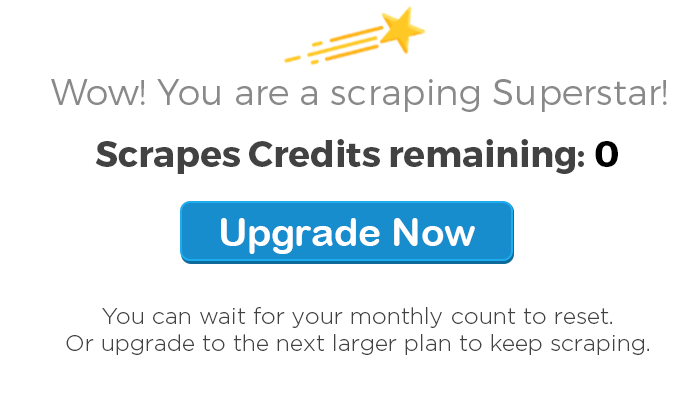 Wow! You are a scraping Superstar!
Scrapes Credits remaining: 0
Upgrade Now
You can wait for your monthly count to reset.
Or upgrade to the next larger plan to keep scraping.